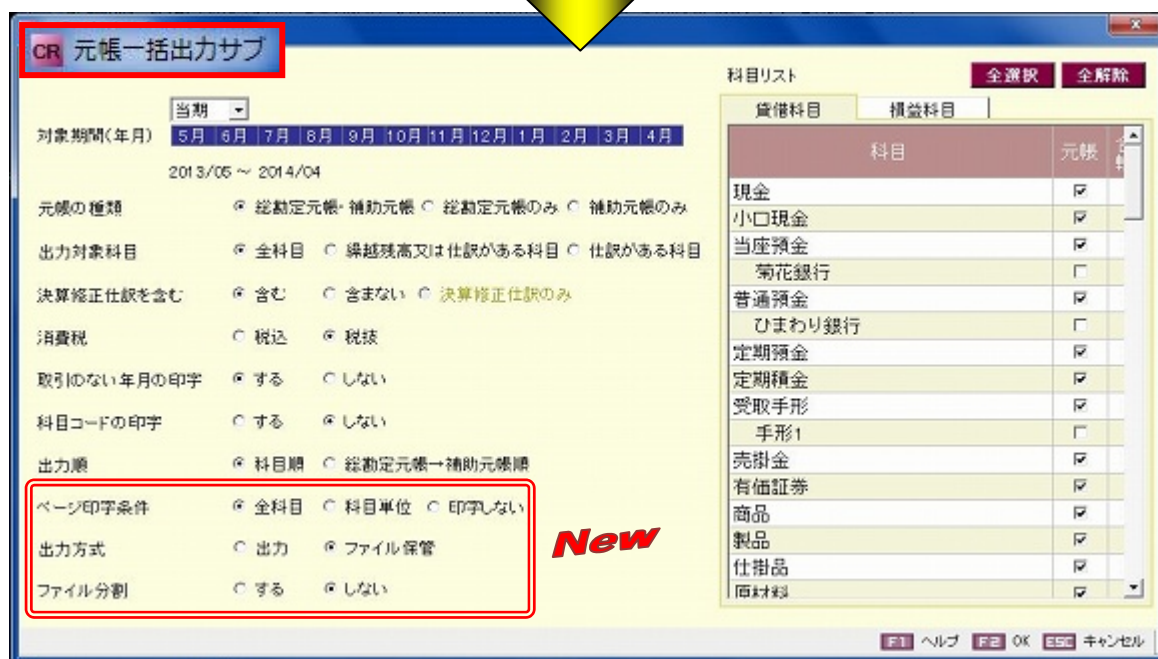 CR 元帳一括出力サブ
当期
対象期間(年月) 5月 6月 7月 8月 9月 10月 11月 12月 1月 2月 3月 4月
2013/05 ～ 2014/04
元帳の種類 総勘定元帳・補助元帳 総勘定元帳のみ 補助元帳のみ
出力対象科目 全科目 繰越残高又は仕訳がある科目 仕訳がある科目
決算修正仕訳を含む 含む 含まない 決算修正仕訳のみ
消費税 税込 税抜
取引のない年月の印字 する しない
科目コードの印字 する しない
出力順 科目順 総勘定元帳→補助元帳順
ページ印字条件 全科目 科目単位 印字しない
出力方式 出力 ファイル保管
ファイル分割 する しない
New
科目リスト 全選択 全解除
貸借科目 損益科目
科目 元帳
現金
小口現金
当座預金
菊花銀行
普通預金
ひまわり銀行
定期預金
定期積金
受取手形
手形1
売掛金
有価証券
商品
製品
仕掛品
原材料
F1 ヘルプ F2 OK ESC キャンセル